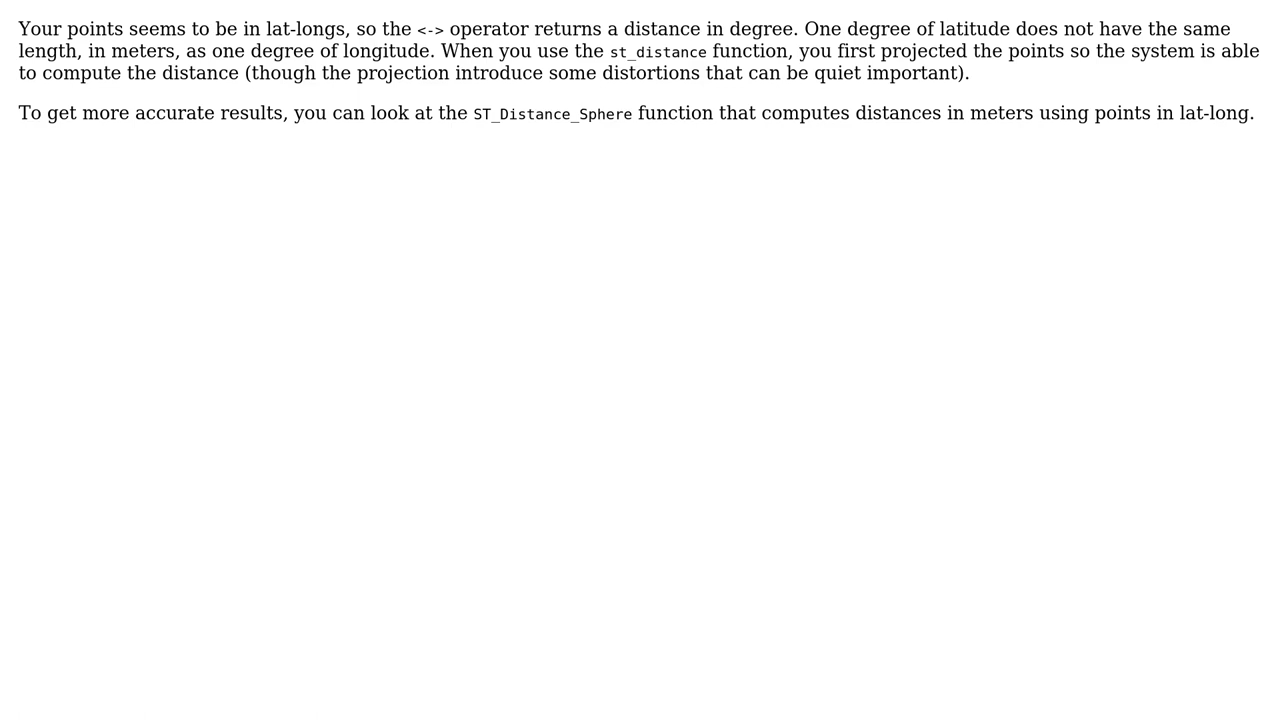 Your points seems to be in lat-longs, so the <-> operator returns a distance in degree. One degree of latitude does not have the same
length, in meters, as one degree of longitude. When you use the st_distance function, you first projected the points so the system is able
to compute the distance (though the projection introduce some distortions that can be quiet important).
To get more accurate results, you can look at the ST_Distance_Sphere function that computes distances in meters using points in lat-long.